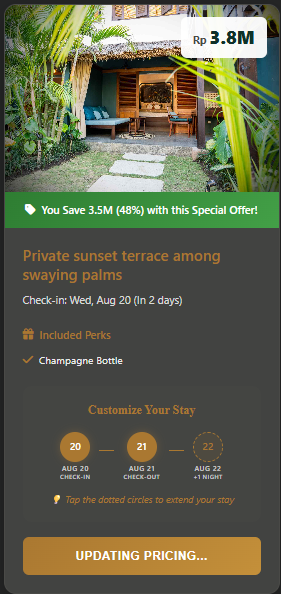 Rp 3.8M
You Save 3.5M (48%) with this Special Offer!
Private sunset terrace among
swaying palms
Check-in: Wed, Aug 20 (In 2 days)
Included Perks
Champagne Bottle
Customize Your Stay
20 21 22
AUG 20 AUG 21 AUG 22
CHECK-IN CHECK-OUT +1 NIGHT
Tap the dotted circles to extend your stay
UPDATING PRICING...